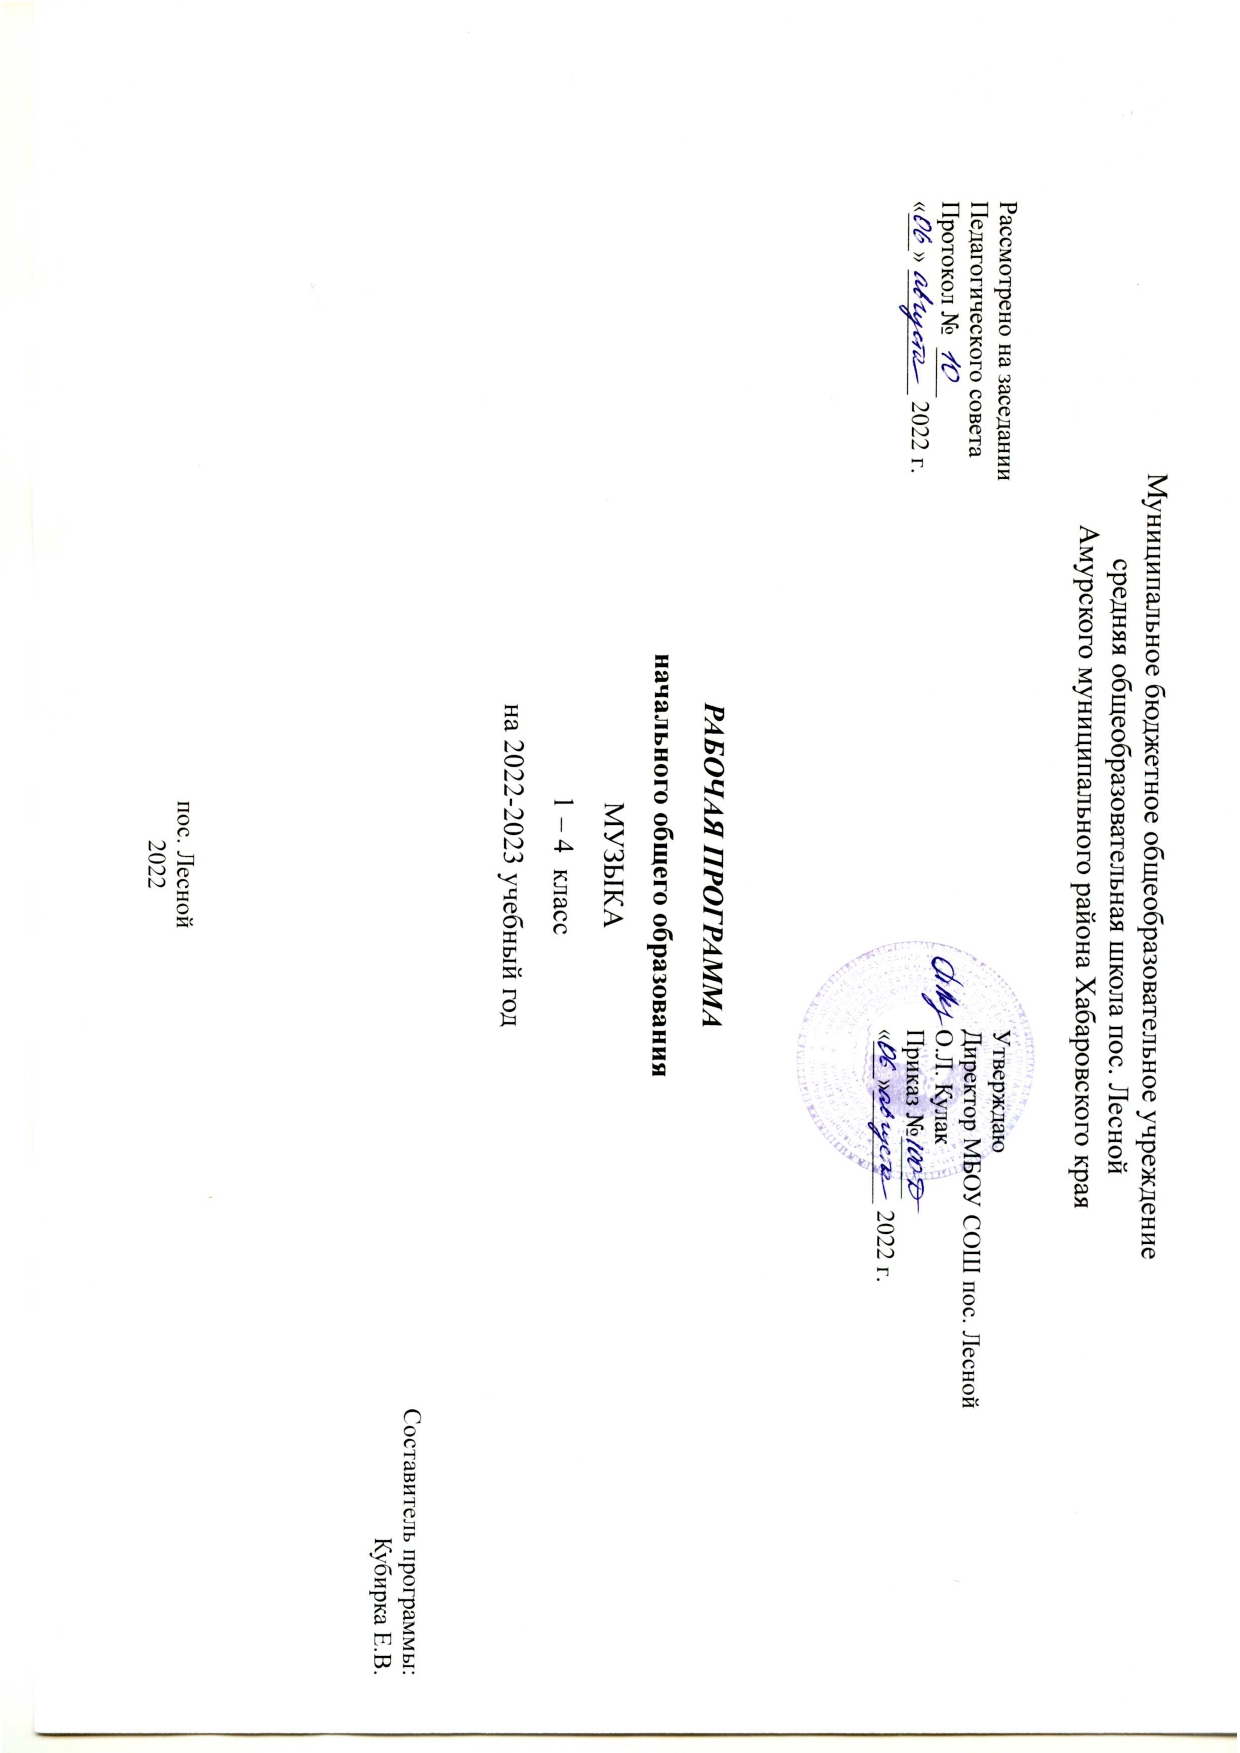 Муниципальное бюджетное общеобразовательное учреждение
средняя общеобразовательная школа пос. Лесной
Амурского муниципального района Хабаровского края
Рассмотрено на заседании
Педагогического совета
Протокол № 10
«06» августа 2022 г.
Утверждаю
Директор МБОУ СОШ пос. Лесной
О.Л. Кулак
Приказ №100-Д
«06» августа 2022 г.
РАБОЧАЯ ПРОГРАММА
начального общего образования
МУЗЫКА
1 – 4 класс
на 2022-2023 учебный год
Составитель программы:
Кубирка Е.В.
пос. Лесной
2022